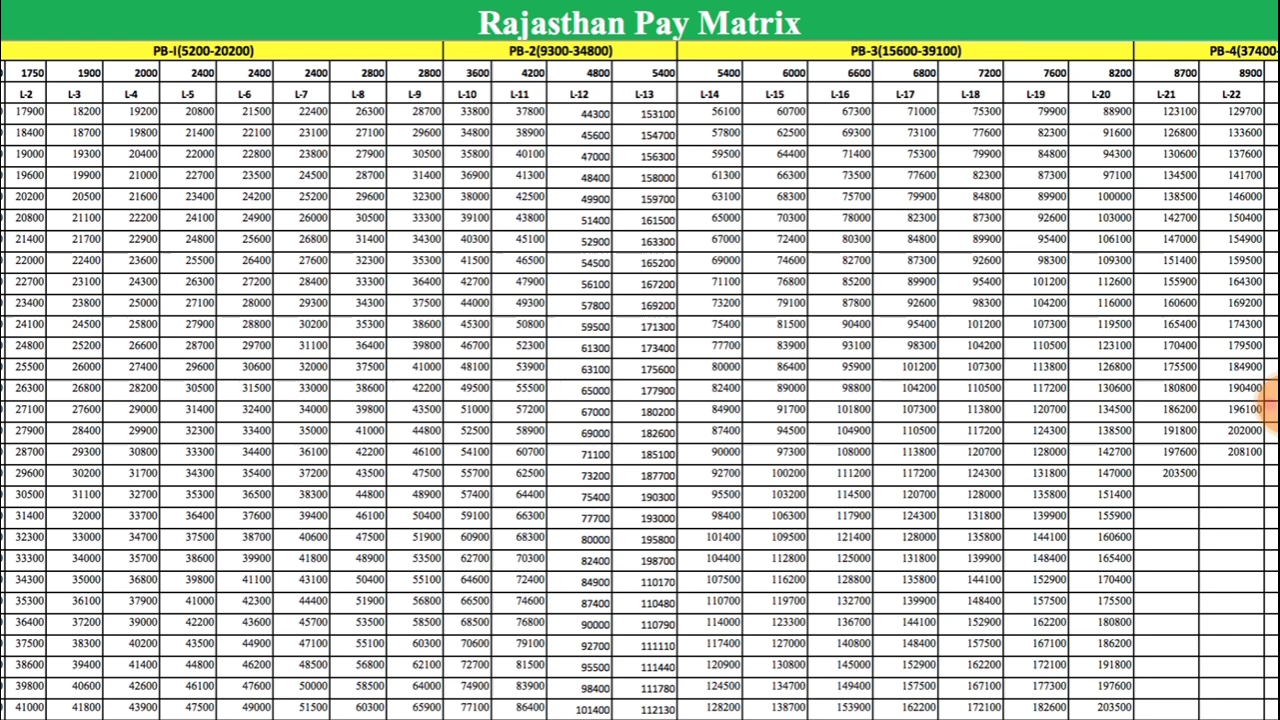 Rajasthan Pay Matrix
PB-I(5200-20200) PB-2(9300-34800) PB-3(15600-39100) PB-4(37400
1750 1900 2000 2400 2400 2400 2800 2800 3600 4200 4800 5400 5400 6000 6600 6800 7200 7600 8200 8700 8900
L-2 L-3 L-4 L-5 L-6 L-7 L-8 L-9 L-10 L-11 L-12 L-13 L-14 L-15 L-16 L-17 L-18 L-19 L-20 L-21 L-22
17900 18200 19200 20800 21500 22400 26300 28700 33800 37800 44300 153100 56100 60700 67300 71000 75300 79900 88900 123100 129700
18400 18700 19800 21400 22100 23100 27100 29600 34800 38900 45600 154700 57800 62500 69300 73100 77600 82300 91600 126800 133600
19000 19300 20400 22000 22800 23800 27900 30500 35800 40100 47000 156300 59500 64400 71400 75300 79900 84800 94300 130600 137600
19600 19900 21000 22700 23500 24500 28700 31400 36900 41300 48400 158000 61300 66300 73500 77600 82300 87300 97100 134500 141700
20200 20500 21600 23400 24200 25200 29600 32300 38000 42500 49900 159700 63100 68300 75700 79900 84800 89900 100000 138500 146000
20800 21100 22200 24100 24900 26000 30500 33300 39100 43800 51400 161500 65000 70300 78000 82300 87300 92600 103000 142700 150400
21400 21700 22900 24800 25600 26800 31400 34300 40300 45100 52900 163300 67000 72400 80300 84800 89900 95400 106100 147000 154900
22000 22400 23600 25500 26400 27600 32300 35300 41500 46500 54500 165200 69000 74600 82700 87300 92600 98300 109300 151400 159500
22700 23100 24300 26300 27200 28400 33300 36400 42700 47900 56100 167200 71100 76800 85200 89900 95400 101200 112600 155900 164300
23400 23800 25000 27100 28000 29300 34300 37500 44000 49300 57800 169200 73200 79100 87800 92600 98300 104200 116000 160600 169200
24100 24500 25800 27900 28800 30200 35300 38600 45300 50800 59500 171300 75400 81500 90400 95400 101200 107300 119500 165400 174300
24800 25200 26600 28700 29700 31100 36400 39800 46700 52300 61300 173400 77700 83900 93100 98300 104200 110500 123100 170400 179500
25500 26000 27400 29600 30600 32000 37500 41000 48100 53900 63100 175600 80000 86400 95900 101200 107300 113800 126800 175500 184900
26300 26800 28200 30500 31500 33000 38600 42200 49500 55500 65000 177900 82400 89000 98800 104200 110500 117200 130600 180800 190400
27100 27600 29000 31400 32400 34000 39800 43500 51000 57200 67000 180200 84900 91700 101800 107300 113800 120700 134500 186200 196100
27900 28400 29900 32300 33400 35000 41000 44800 52500 58900 69000 182600 87400 94500 104900 110500 117200 124300 138500 191800 202000
28700 29300 30800 33300 34400 36100 42200 46100 54100 60700 71100 185100 90000 97300 108000 113800 120700 128000 142700 197600 208100
29600 30200 31700 34300 35400 37200 43500 47500 55700 62500 73200 187700 92700 100200 111200 117200 124300 131800 147000 203500
30500 31100 32700 35300 36500 38300 44800 48900 57400 64400 75400 190300 95500 103200 114500 120700 128000 135800 151400
31400 32000 33700 36400 37600 39400 46100 50400 59100 66300 77700 193000 98400 106300 117900 124300 131800 139900 155900
32300 33000 34700 37500 38700 40600 47500 51900 60900 68300 80000 195800 101400 109500 121400 128000 135800 144100 160600
33300 34000 35700 38600 39900 41800 48900 53500 62700 70300 82400 198700 104400 112800 125000 131800 139900 148400 165400
34300 35000 36800 39800 41100 43100 50400 55100 64600 72400 84900 110170 107500 116200 128800 135800 144100 152900 170400
35300 36100 37900 41000 42300 44400 51900 56800 66500 74600 87400 110480 110700 119700 132700 139900 148400 157500 175500
36400 37200 39000 42200 43600 45700 53500 58500 68500 76800 90000 110790 114000 123300 136700 144100 152900 162200 180800
37500 38300 40200 43500 44900 47100 55100 60300 70600 79100 92700 111110 117400 127000 140800 148400 157500 167100 186200
38600 39400 41400 44800 46200 48500 56800 62100 72700 81500 95500 111440 120900 130800 145000 152900 162200 172100 191800
39800 40600 42600 46100 47600 50000 58500 64000 74900 83900 98400 111780 124500 134700 149400 157500 167100 177300 197600
41000 41800 43900 47500 49000 51500 60300 65900 77100 86400 101400 112130 128200 138700 153900 162200 172100 182600 203500